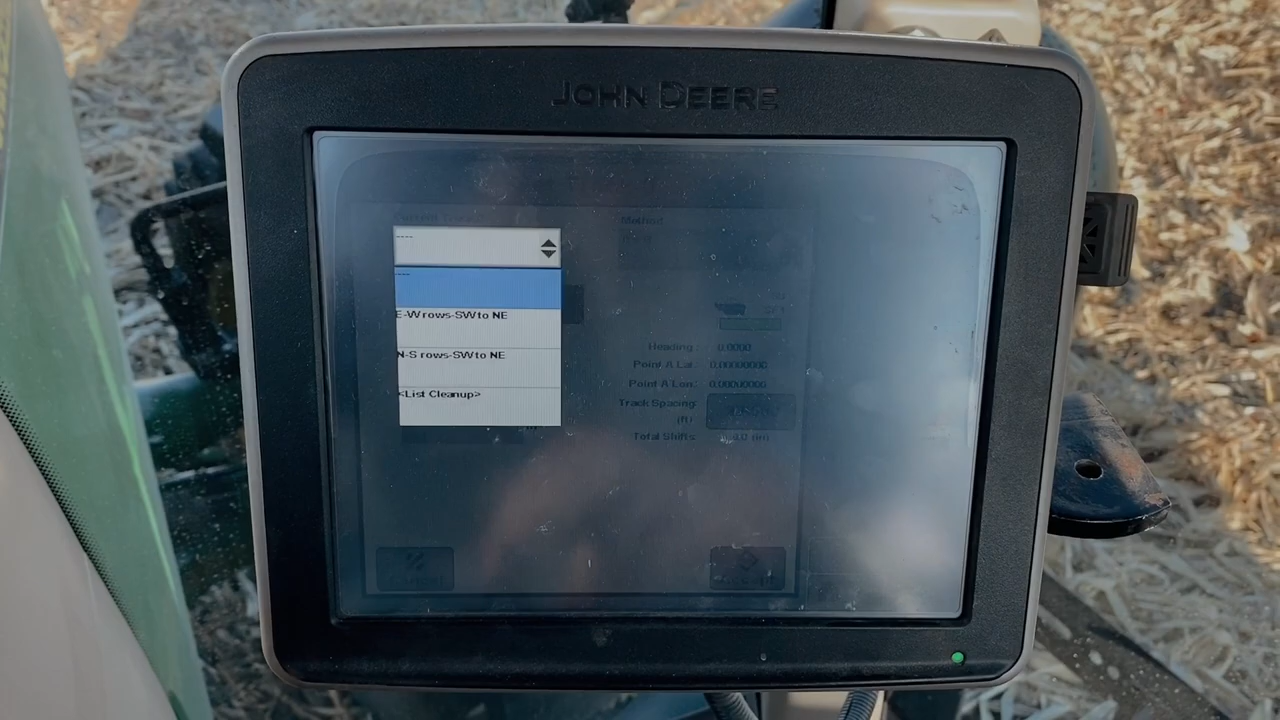 JOHN DEERE
Method
----
----
E-W rows-SW to NE
N-S rows-SW to NE
<List Cleanup>
Heading: 0.0000
Point A Lat: 0.00000000
Point A Lon: 0.00000000
Track Spacing:
(ft)
Total Shifts: